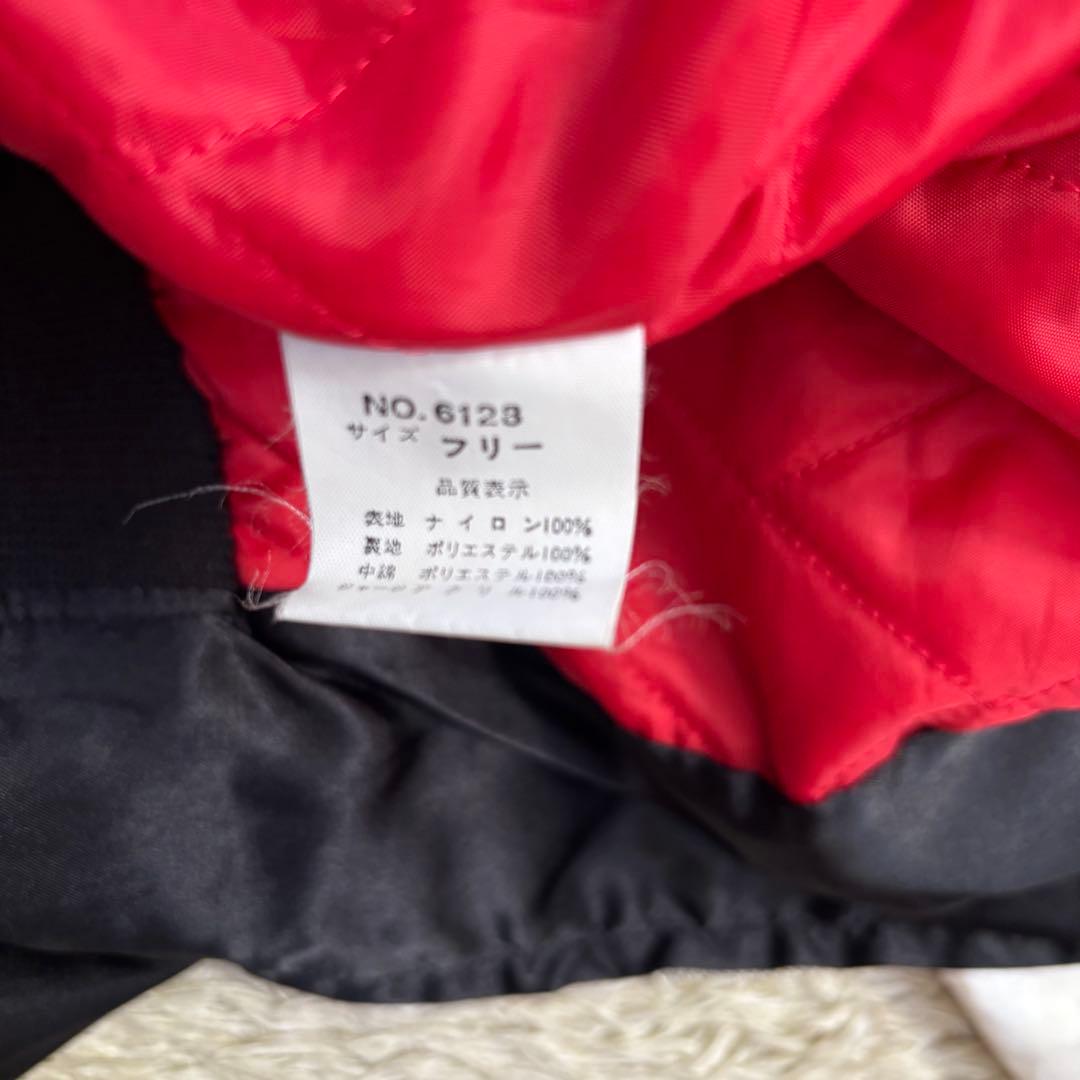 NO. 6123
サイズ フリー
品質表示
表地 ナイロン100%
裏地 ポリエステル100%
中綿 ポリエステル100%
100%